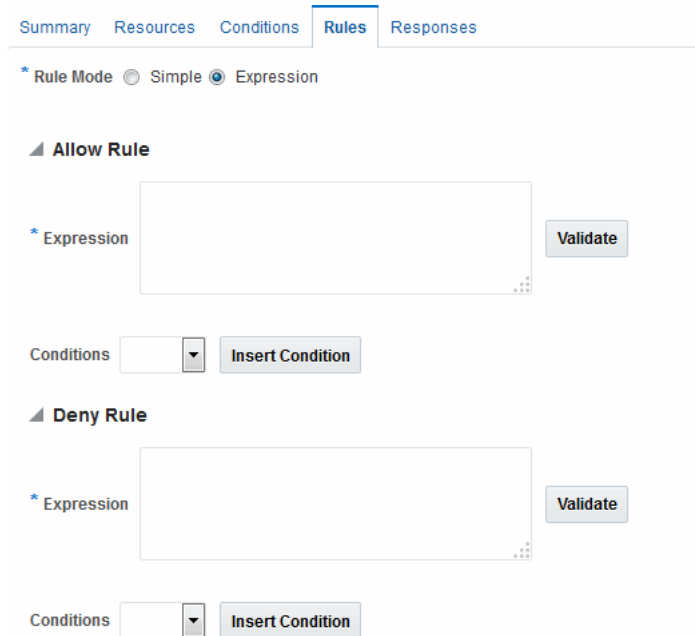 Summary Resources Conditions Rules Responses
* Rule Mode Simple Expression
Allow Rule
* Expression Validate
Conditions Insert Condition
Deny Rule
* Expression Validate
Conditions Insert Condition